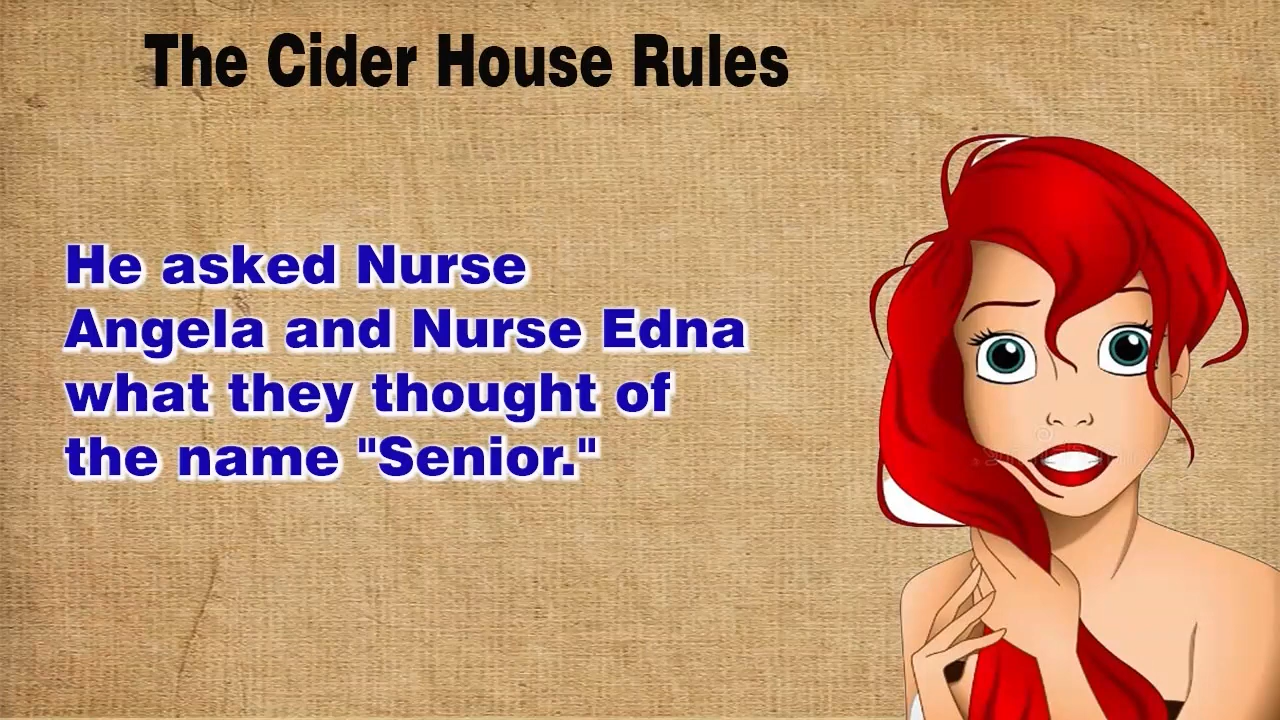 The Cider House Rules
He asked Nurse
Angela and Nurse Edna
what they thought of
the name "Senior."